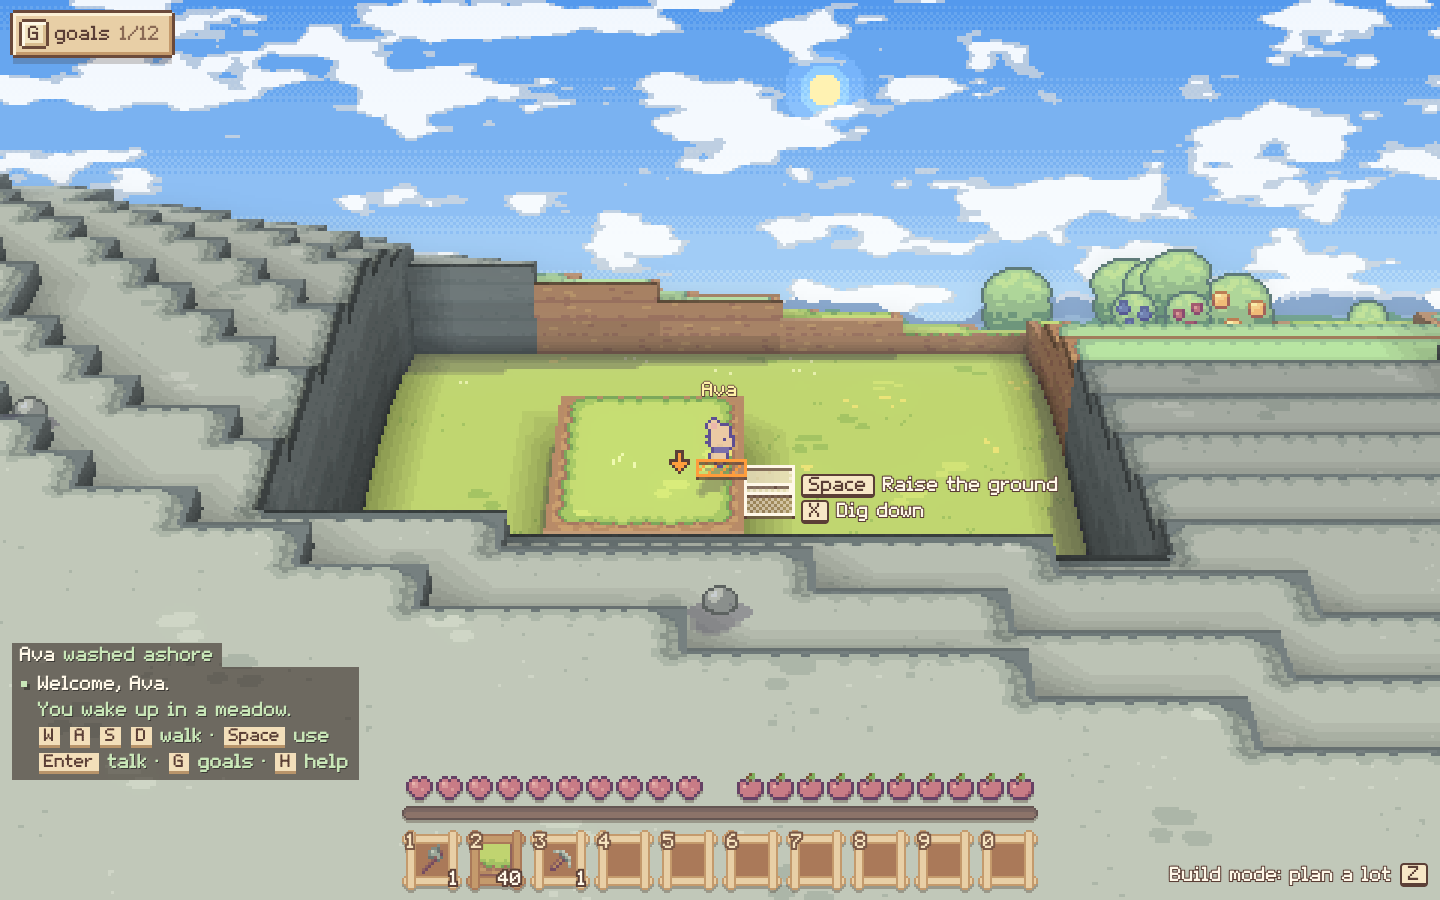 G goals 1/12
Ava
Space Raise the ground
X Dig down
Ava washed ashore
Welcome, Ava.
You wake up in a meadow.
W A S D walk · Space use
Enter talk · G goals · H help
1 2 3 4 5 6 7 8 9 0
1 40 1
Build mode: plan a lot Z